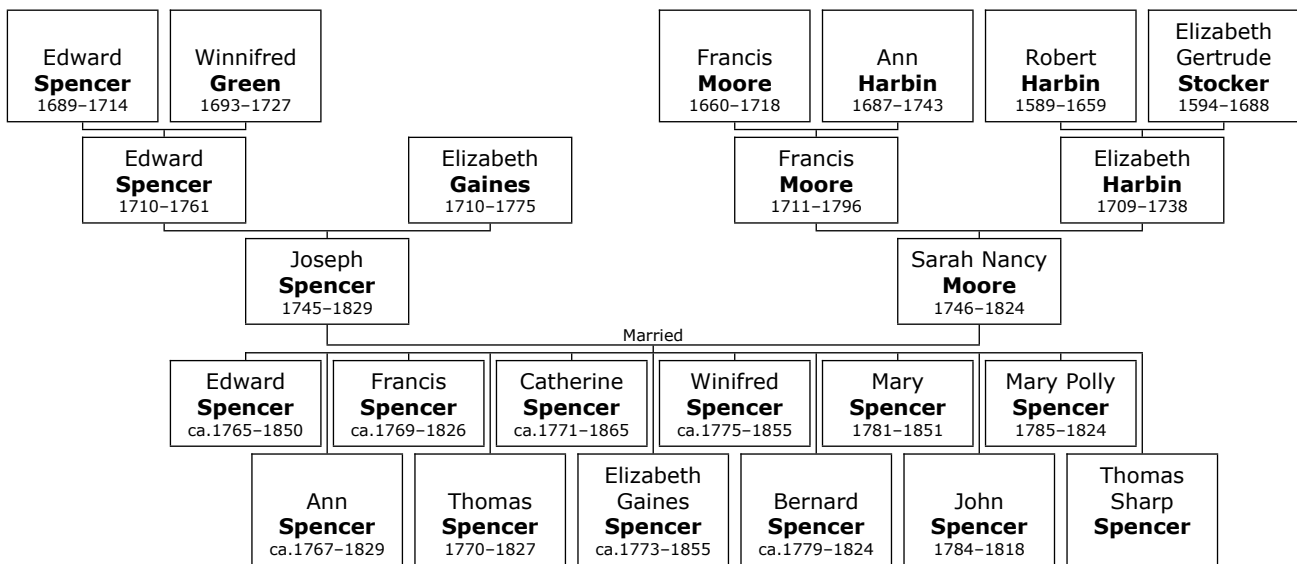 Edward
Spencer
1689–1714
Winnifred
Green
1693–1727
Francis
Moore
1660–1718
Ann
Harbin
1687–1743
Robert
Harbin
1589–1659
Elizabeth
Gertrude
Stocker
1594–1688
Edward
Spencer
1710–1761
Elizabeth
Gaines
1710–1775
Francis
Moore
1711–1796
Elizabeth
Harbin
1709–1738
Joseph
Spencer
1745–1829
Sarah Nancy
Moore
1746–1824
Married
Edward
Spencer
ca.1765–1850
Francis
Spencer
ca.1769–1826
Catherine
Spencer
ca.1771–1865
Winifred
Spencer
ca.1775–1855
Mary
Spencer
1781–1851
Mary Polly
Spencer
1785–1824
Ann
Spencer
ca.1767–1829
Thomas
Spencer
1770–1827
Elizabeth
Gaines
Spencer
ca.1773–1855
Bernard
Spencer
ca.1779–1824
John
Spencer
1784–1818
Thomas
Sharp
Spencer